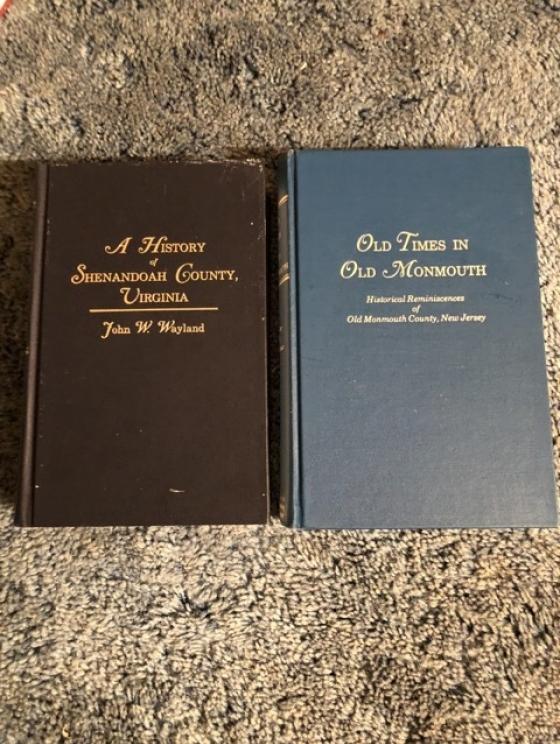 A HISTORY
of
SHENANDOAH COUNTY,
VIRGINIA
John W. Wayland
OLD TIMES IN
OLD MONMOUTH
Historical Reminiscences
of
Old Monmouth County, New Jersey